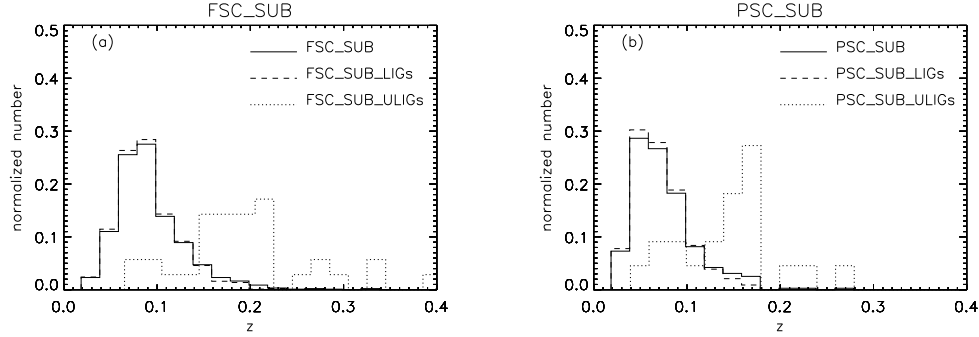 FSC_SUB
(a)
FSC_SUB
FSC_SUB_LIGs
FSC_SUB_ULIGs
normalized number
0.5
0.4
0.3
0.2
0.1
0.0
0.0 0.1 0.2 0.3 0.4
z
PSC_SUB
(b)
PSC_SUB
PSC_SUB_LIGs
PSC_SUB_ULIGs
normalized number
0.5
0.4
0.3
0.2
0.1
0.0
0.0 0.1 0.2 0.3 0.4
z